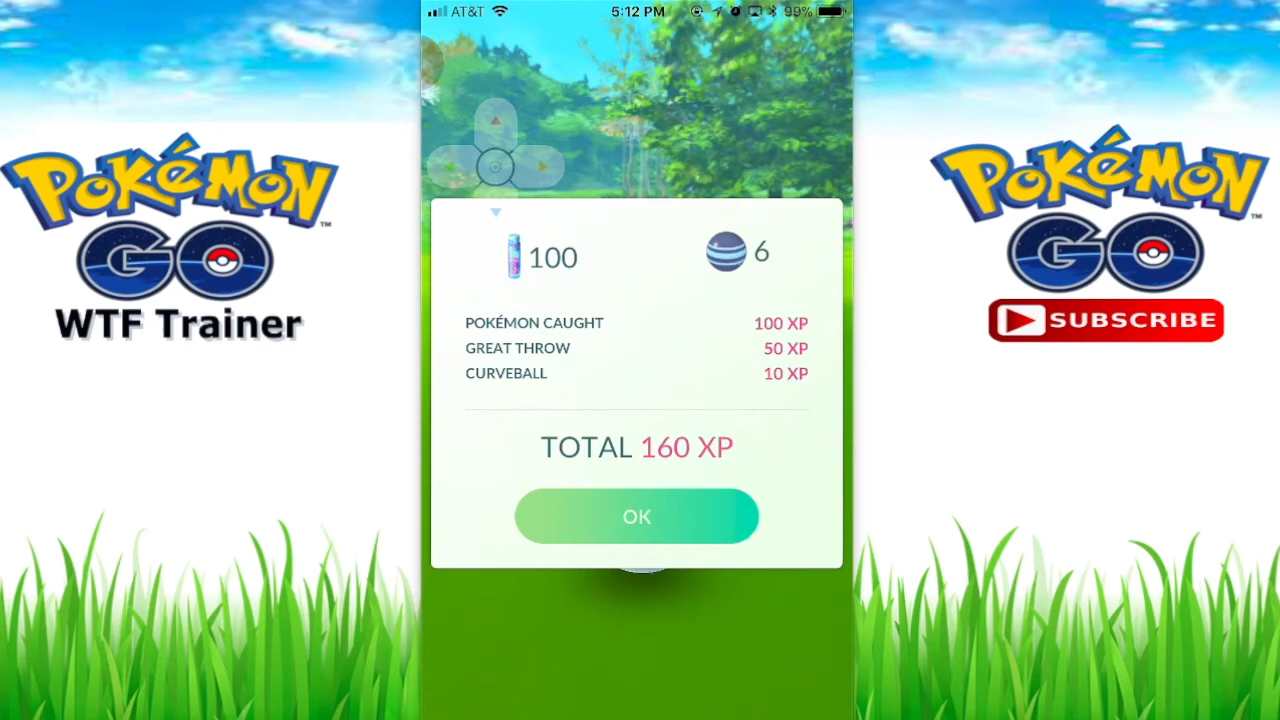 AT&T 5:12 PM 99%
POKÉMON
GO
WTF Trainer
100 6
POKÉMON CAUGHT 100 XP
GREAT THROW 50 XP
CURVEBALL 10 XP
TOTAL 160 XP
OK
POKÉMON
GO
SUBSCRIBE